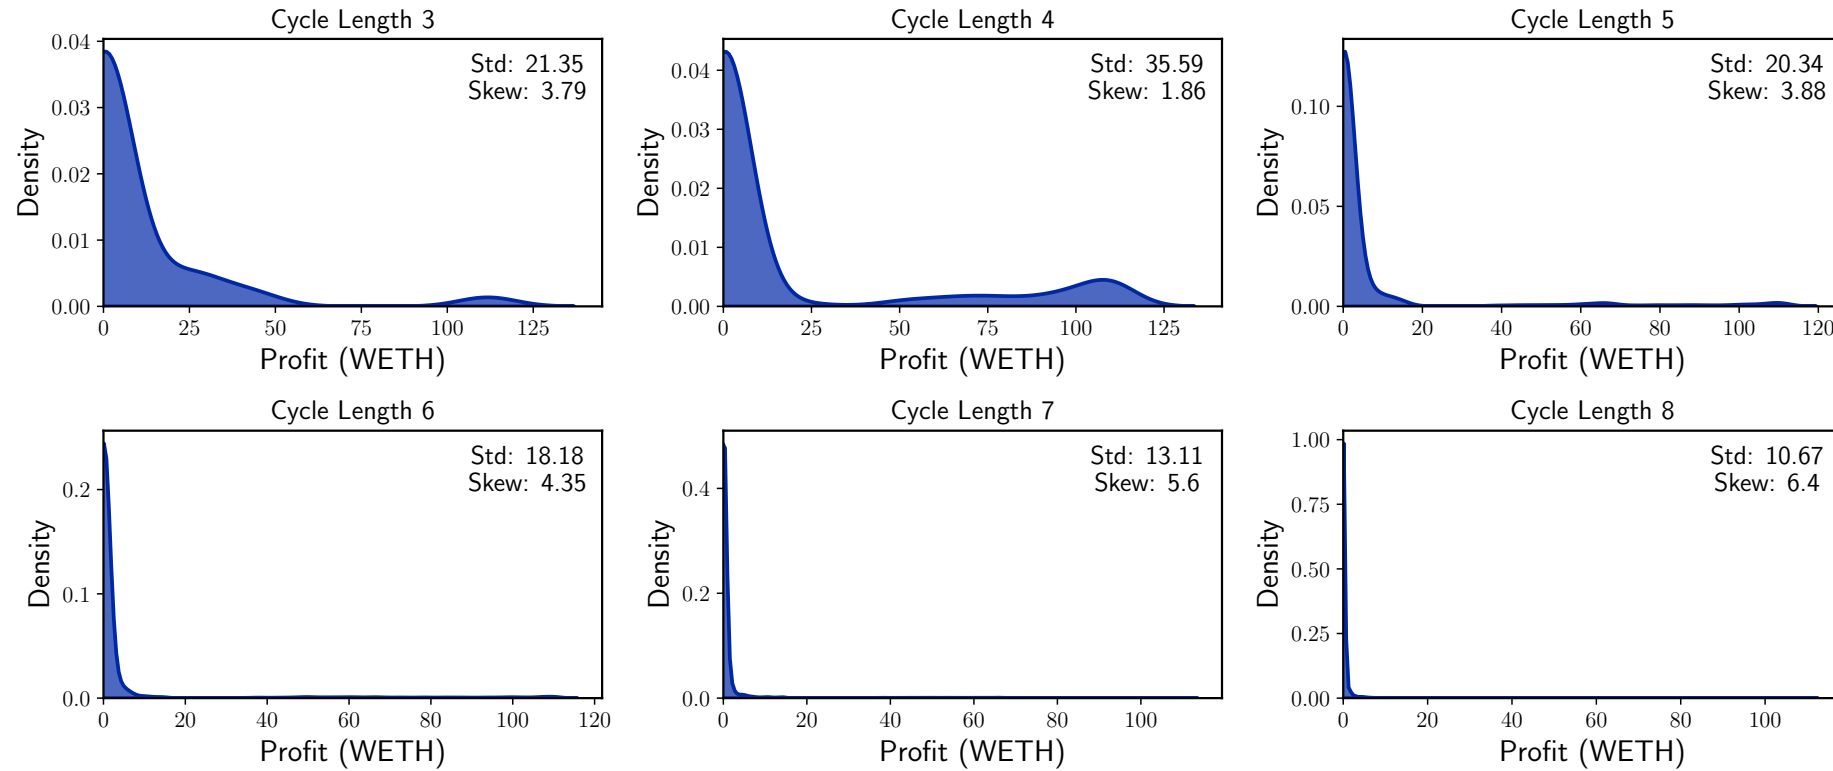 Cycle Length 3
Std: 21.35
Skew: 3.79
Density
0.04
0.03
0.02
0.01
0.00
0 25 50 75 100 125
Profit (WETH)
Cycle Length 4
Std: 35.59
Skew: 1.86
Density
0.04
0.03
0.02
0.01
0.00
0 25 50 75 100 125
Profit (WETH)
Cycle Length 5
Std: 20.34
Skew: 3.88
Density
0.10
0.05
0.00
0 20 40 60 80 100 120
Profit (WETH)
Cycle Length 6
Std: 18.18
Skew: 4.35
Density
0.2
0.1
0.0
0 20 40 60 80 100 120
Profit (WETH)
Cycle Length 7
Std: 13.11
Skew: 5.6
Density
0.4
0.2
0.0
0 20 40 60 80 100
Profit (WETH)
Cycle Length 8
Std: 10.67
Skew: 6.4
Density
1.00
0.75
0.50
0.25
0.00
0 20 40 60 80 100
Profit (WETH)